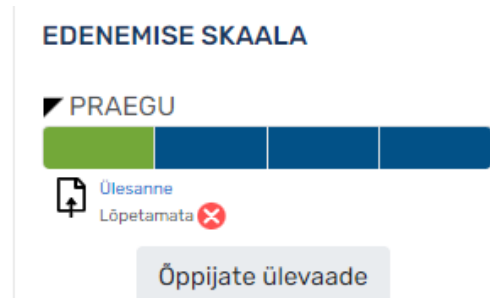 EDENEMISE SKAALA
PRAEGU
Ülesanne
Lõpetamata
Õppijate ülevaade